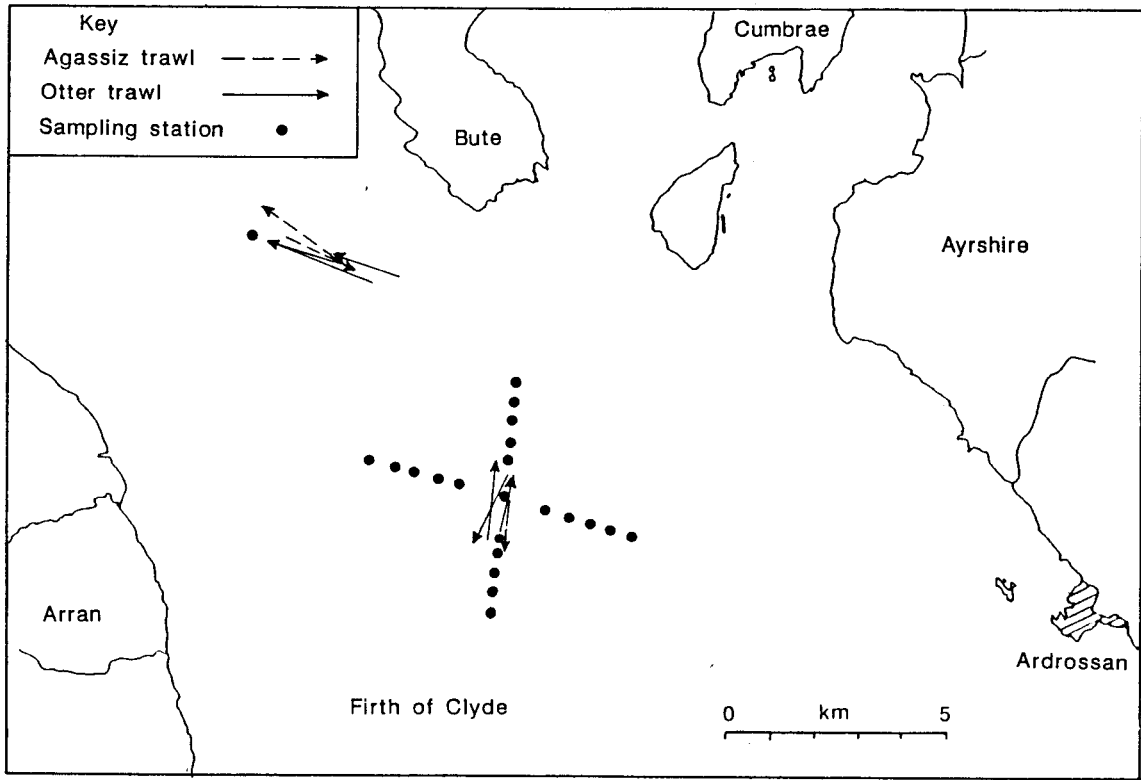 Key
Agassiz trawl
Otter trawl
Sampling station
Cumbrae
Bute
Ayrshire
Arran
Ardrossan
Firth of Clyde
0 km 5